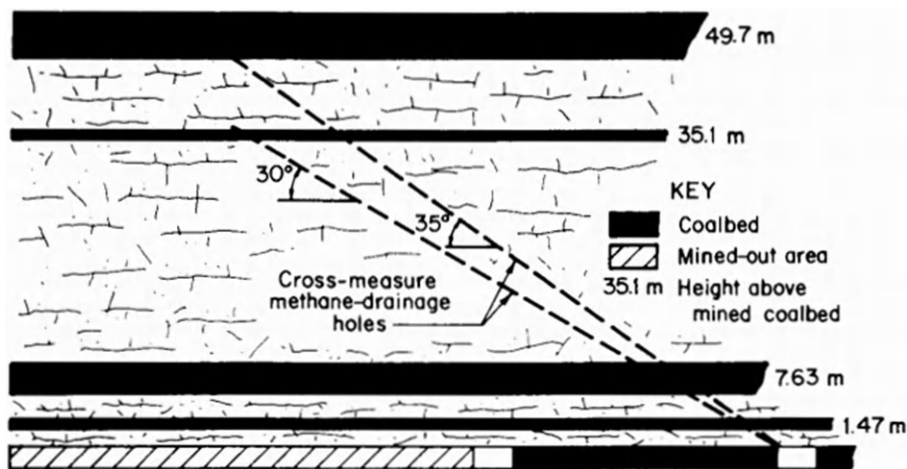 49.7 m
35.1 m
30°
KEY
35°
Coalbed
Mined-out area
Cross-measure
methane-drainage
holes
35.1 m Height above
mined coalbed
7.63 m
1.47 m